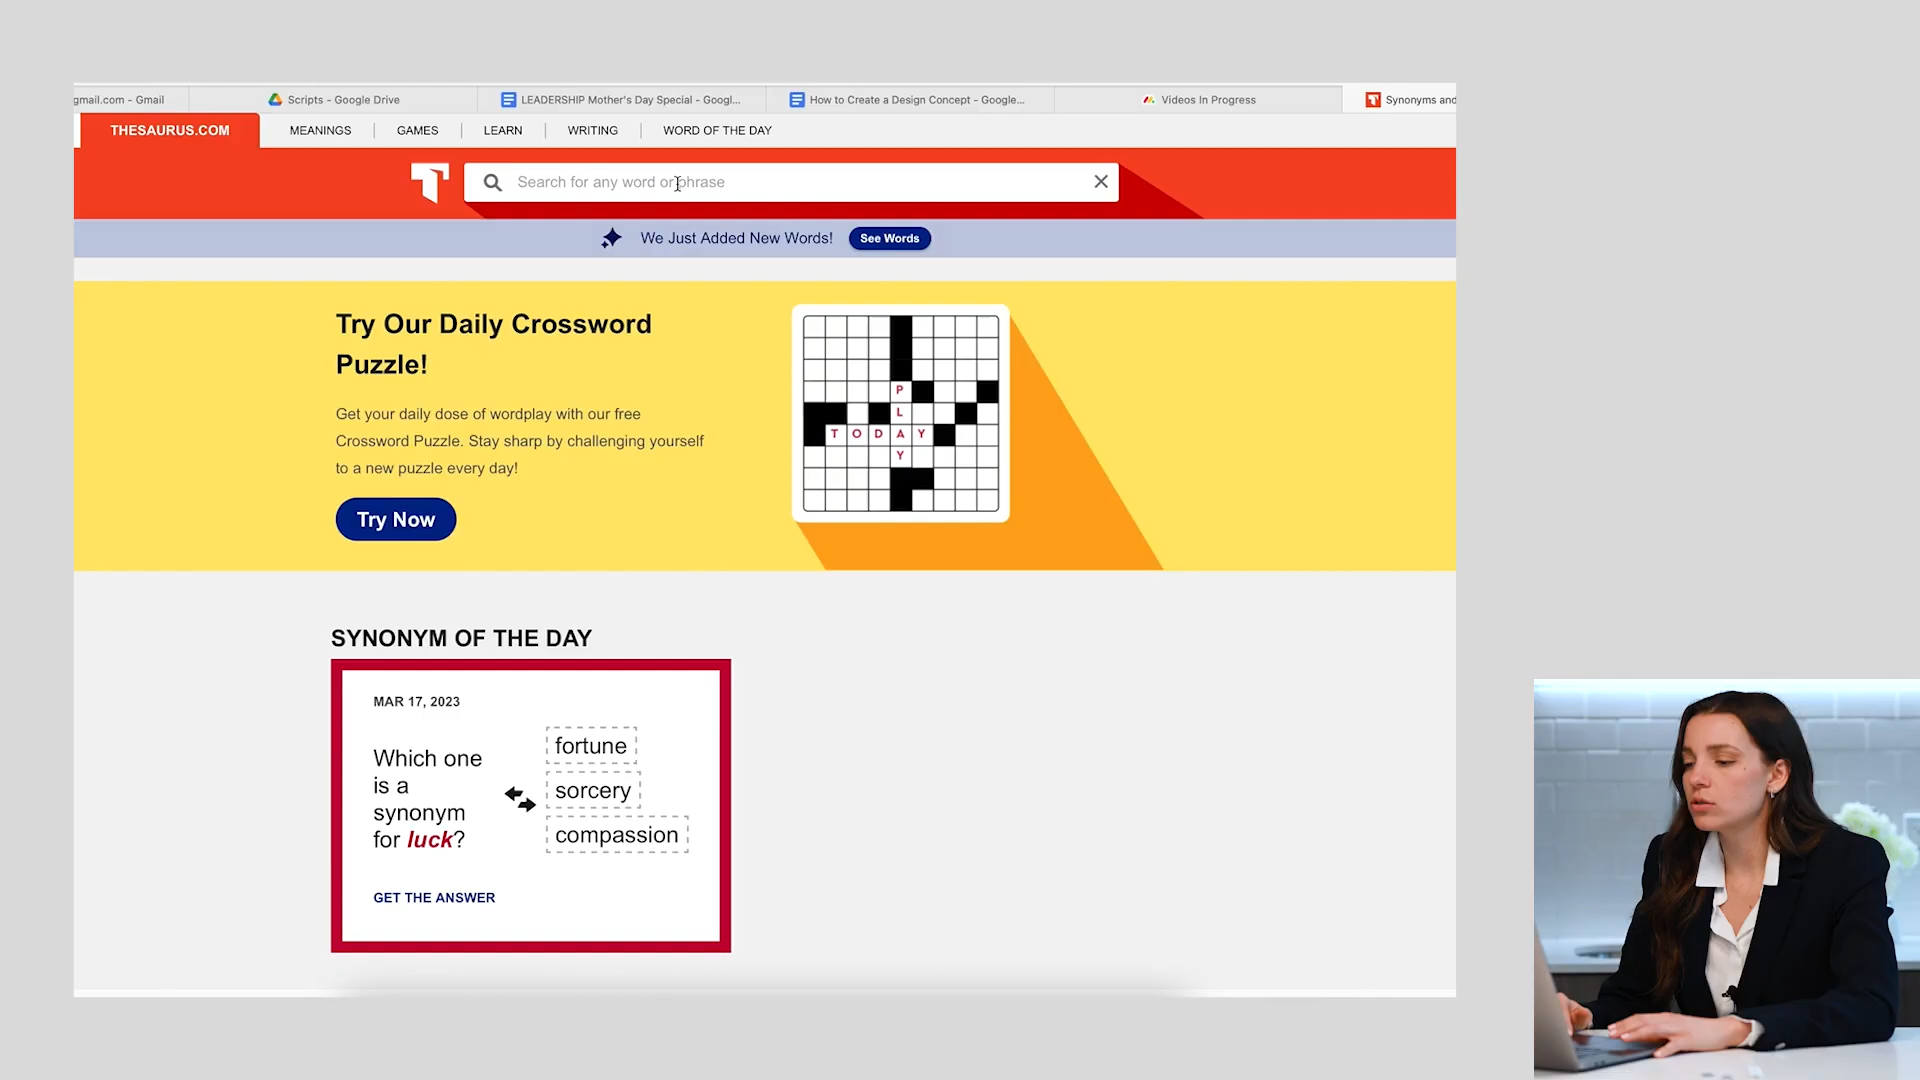 gmail.com - Gmail
Scripts - Google Drive
LEADERSHIP Mother's Day Special - Googl...
How to Create a Design Concept - Google...
Videos In Progress
Synonyms and
THESAURUS.COM
MEANINGS
GAMES
LEARN
WRITING
WORD OF THE DAY
Search for any word or phrase
We Just Added New Words!
See Words
Try Our Daily Crossword
Puzzle!
Get your daily dose of wordplay with our free
Crossword Puzzle. Stay sharp by challenging yourself
to a new puzzle every day!
Try Now
P
L
TODAY
Y
SYNONYM OF THE DAY
MAR 17, 2023
Which one
is a
synonym
for luck?
fortune
sorcery
compassion
GET THE ANSWER